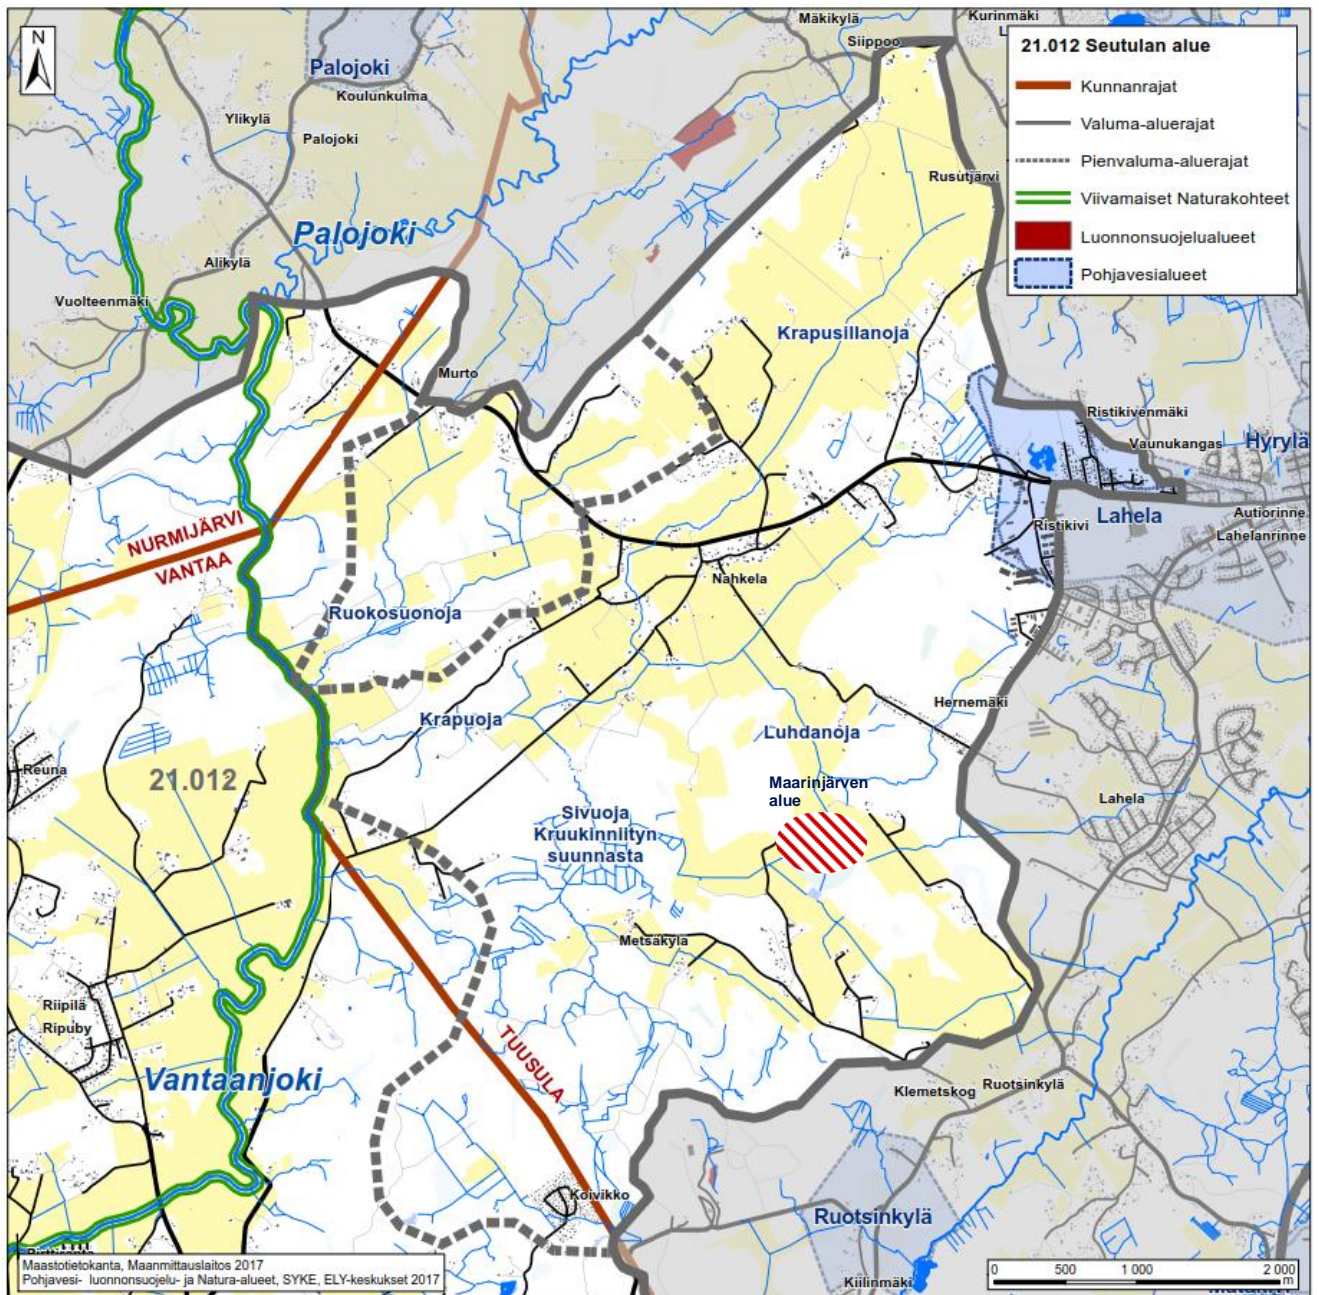 Mäkikylä
Kurinmäki
Siippoo
N
21.012 Seutulan alue
Kunnanrajat
Valuma-aluerajat
Pienvaluma-aluerajat
Viivamaiset Naturakohteet
Luonnonsuojelualueet
Pohjavesialueet
Palojoki
Koulunkulma
Ylikylä
Palojoki
Rusutjärvi
Palojoki
Alikylä
Vuolteenmäki
Krapusillanoja
Murto
Ristikivenmäki
Vaunukangas
Hyrylä
Lahela
Autiorinne
Ristikivi
Lahelanrinne
NURMIJÄRVI
VANTAA
Nahkela
Ruokosuonoja
Hernemäki
Krapuoja
Luhdanoja
Reuna
21.012
Maarinjärven
alue
Lahela
Sivuoja
Kruukinniityn
suunnasta
Metsäkylä
Riipilä
Ripuby
TUUSULA
Vantaanjoki
Klemetskog
Ruotsinkylä
Koivikko
Ruotsinkylä
Kiilinmäki
Maastotietokanta, Maanmittauslaitos 2017
Pohjavesi- luonnonsuojelu- ja Natura-alueet, SYKE, ELY-keskukset 2017
0 500 1 000 2 000
m